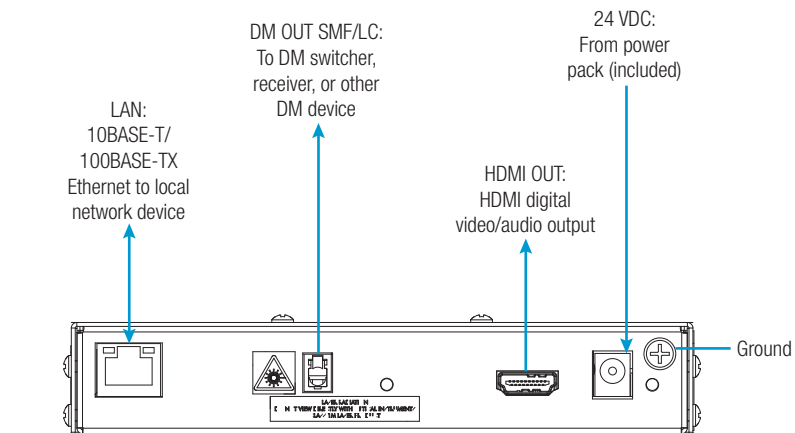 24 VDC:
From power
pack (included)
DM OUT SMF/LC:
To DM switcher,
receiver, or other
DM device
LAN:
10BASE-T/
100BASE-TX
Ethernet to local
network device
HDMI OUT:
HDMI digital
video/audio output
Ground